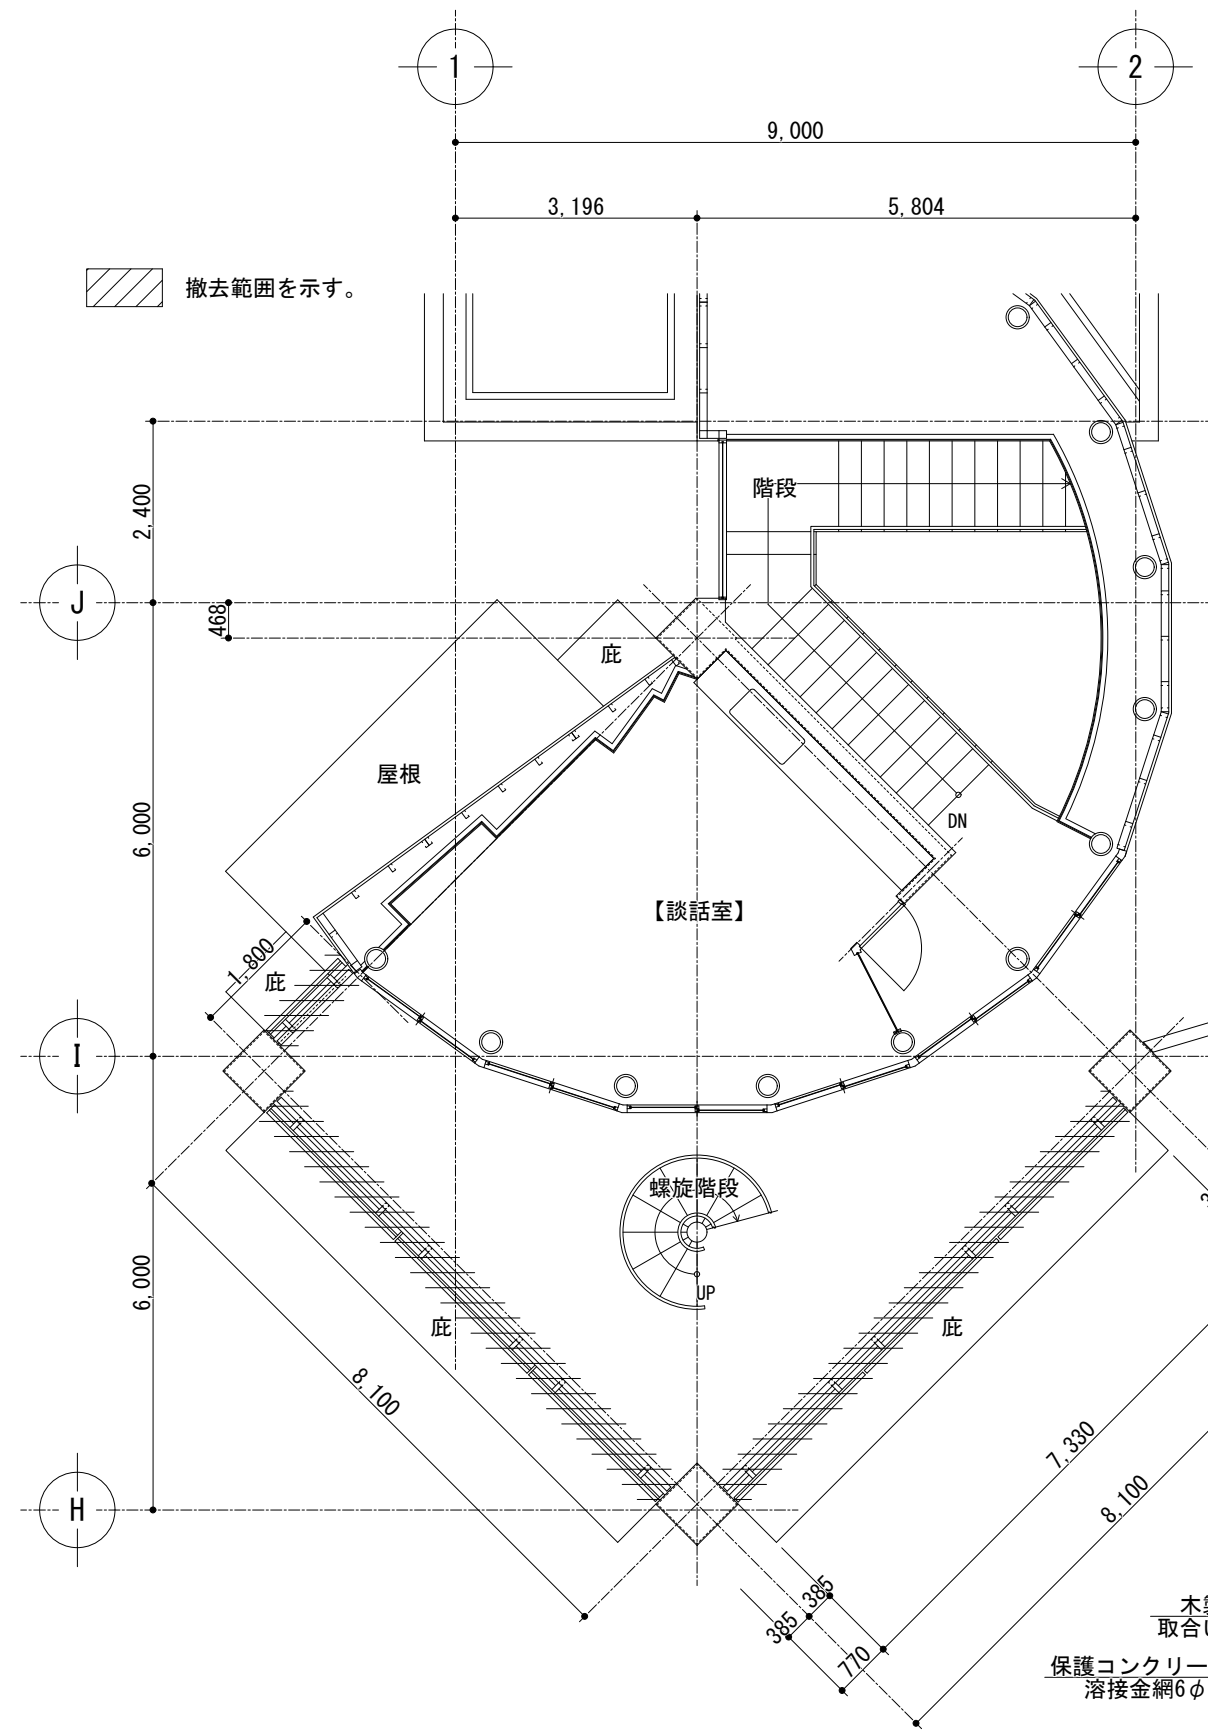 1
2
9,000
3,196
5,804
撤去範囲を示す。
2,400
階段
J
468
庇
屋根
6,000
DN
【談話室】
1,800
庇
I
螺旋階段
UP
6,000
庇
庇
8,100
7,330
8,100
H
385
385
770
取合い
保護コンクリー
溶接金網6φ